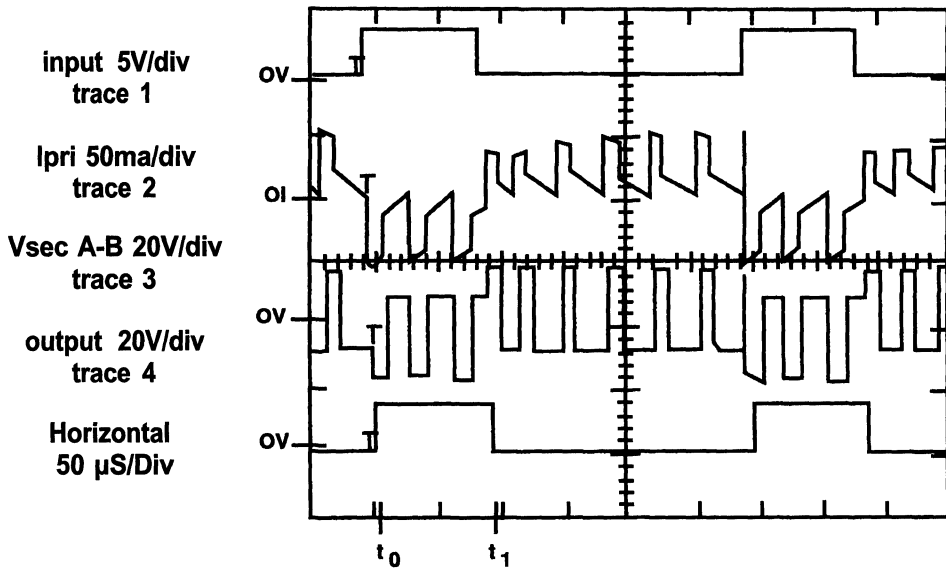 input 5V/div
trace 1
OV
Ipri 50ma/div
trace 2
OI
Vsec A-B 20V/div
trace 3
OV
output 20V/div
trace 4
OV
Horizontal
50 µS/Div
t0 t1